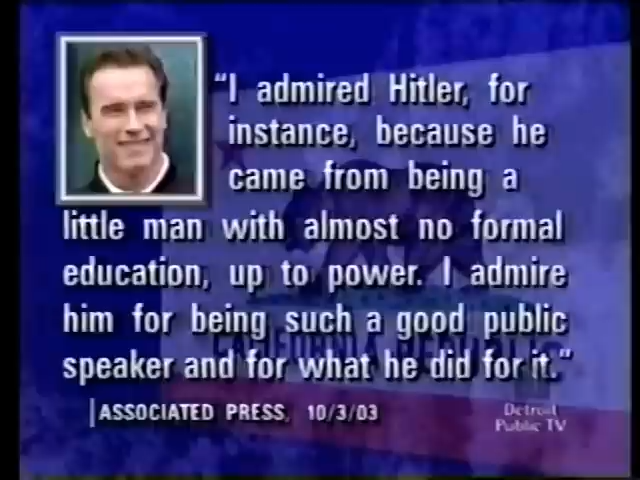 "I admired Hitler, for
instance, because he
came from being a
little man with almost no formal
education, up to power. I admire
him for being such a good public
speaker and for what he did for it."
ASSOCIATED PRESS, 10/3/03
Detroit
Public TV
CALIFORNIA REPUBLIC